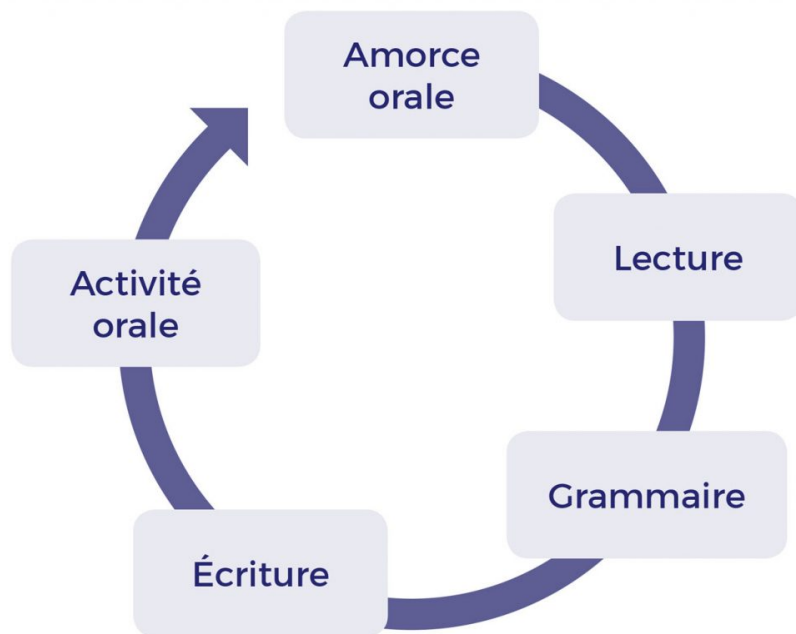 Amorce
orale
Lecture
Grammaire
Écriture
Activité
orale